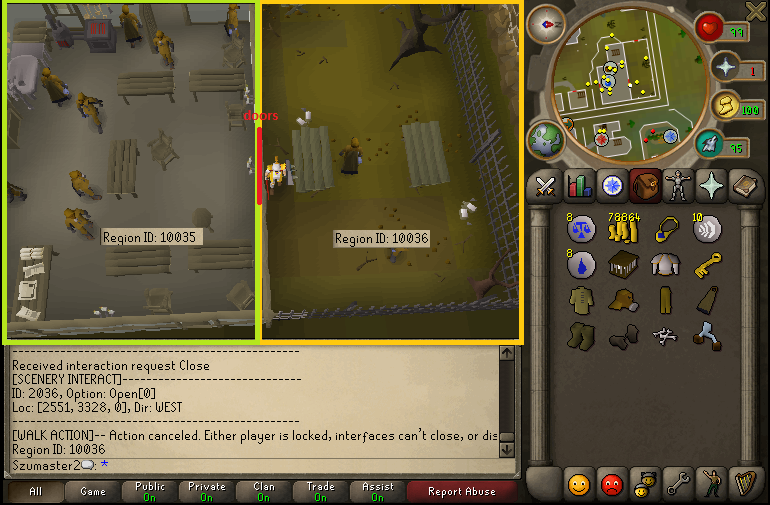 doors
Region ID: 10035
Region ID: 10036
99
1
100
95
8
78864
10
8
---------------------------------------------------
Received interaction request Close
[SCENERY INTERACT]--------------------------------
ID: 2036, Option: Open[0]
Loc: [2551, 3328, 0], Dir: WEST
---------------------------------------------------
[WALK ACTION]-- Action canceled. Either player is locked, interfaces can't close, or dis
Region ID: 10036
Szumaster2: *
All
Game
Public
On
Private
On
Clan
On
Trade
On
Assist
On
Report Abuse